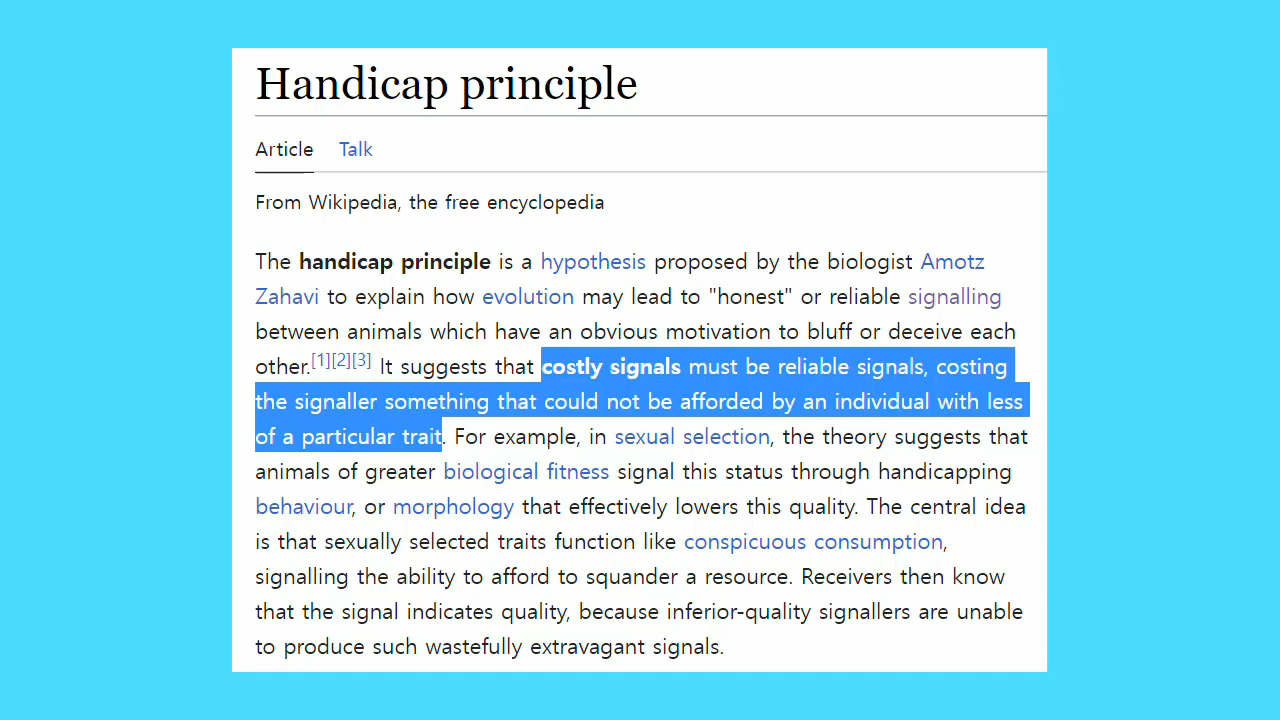 Handicap principle
Article Talk
From Wikipedia, the free encyclopedia
The handicap principle is a hypothesis proposed by the biologist Amotz
Zahavi to explain how evolution may lead to "honest" or reliable signalling
between animals which have an obvious motivation to bluff or deceive each
other.[1][2][3] It suggests that costly signals must be reliable signals, costing
the signaller something that could not be afforded by an individual with less
of a particular trait. For example, in sexual selection, the theory suggests that
animals of greater biological fitness signal this status through handicapping
behaviour, or morphology that effectively lowers this quality. The central idea
is that sexually selected traits function like conspicuous consumption,
signalling the ability to afford to squander a resource. Receivers then know
that the signal indicates quality, because inferior-quality signallers are unable
to produce such wastefully extravagant signals.